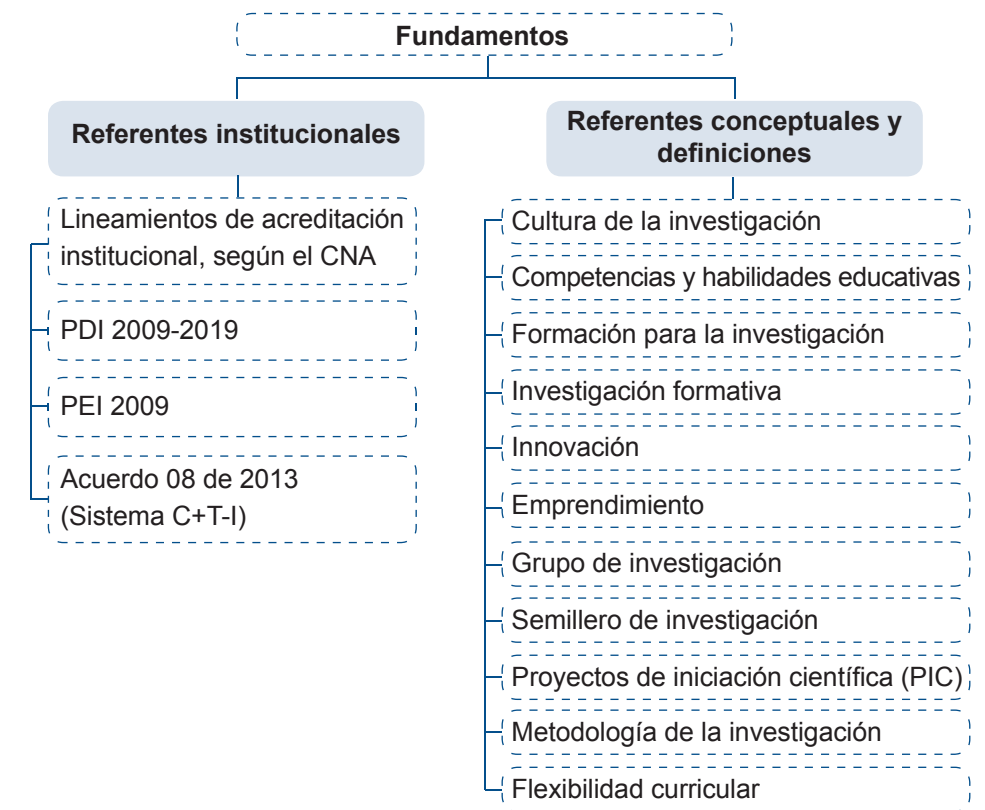 Fundamentos
Referentes institucionales
Lineamientos de acreditación
institucional, según el CNA
PDI 2009-2019
PEI 2009
Acuerdo 08 de 2013
(Sistema C+T-I)
Referentes conceptuales y
definiciones
Cultura de la investigación
Competencias y habilidades educativas
Formación para la investigación
Investigación formativa
Innovación
Emprendimiento
Grupo de investigación
Semillero de investigación
Proyectos de iniciación científica (PIC)
Metodología de la investigación
Flexibilidad curricular